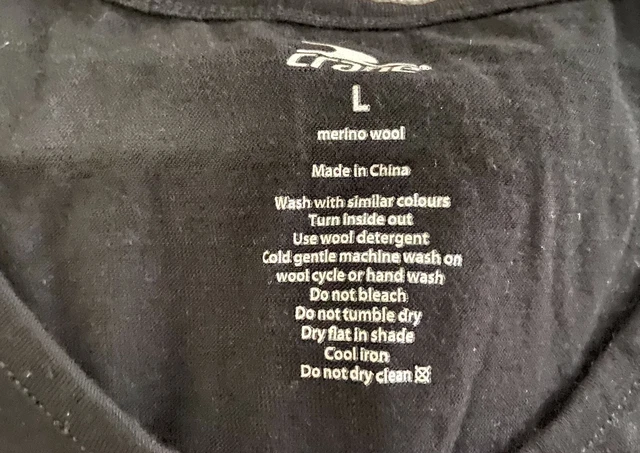 crane
L
merino wool
Made in China
Wash with similar colours
Turn inside out
Use wool detergent
Cold gentle machine wash on
wool cycle or hand wash
Do not bleach
Do not tumble dry
Dry flat in shade
Cool iron
Do not dry clean